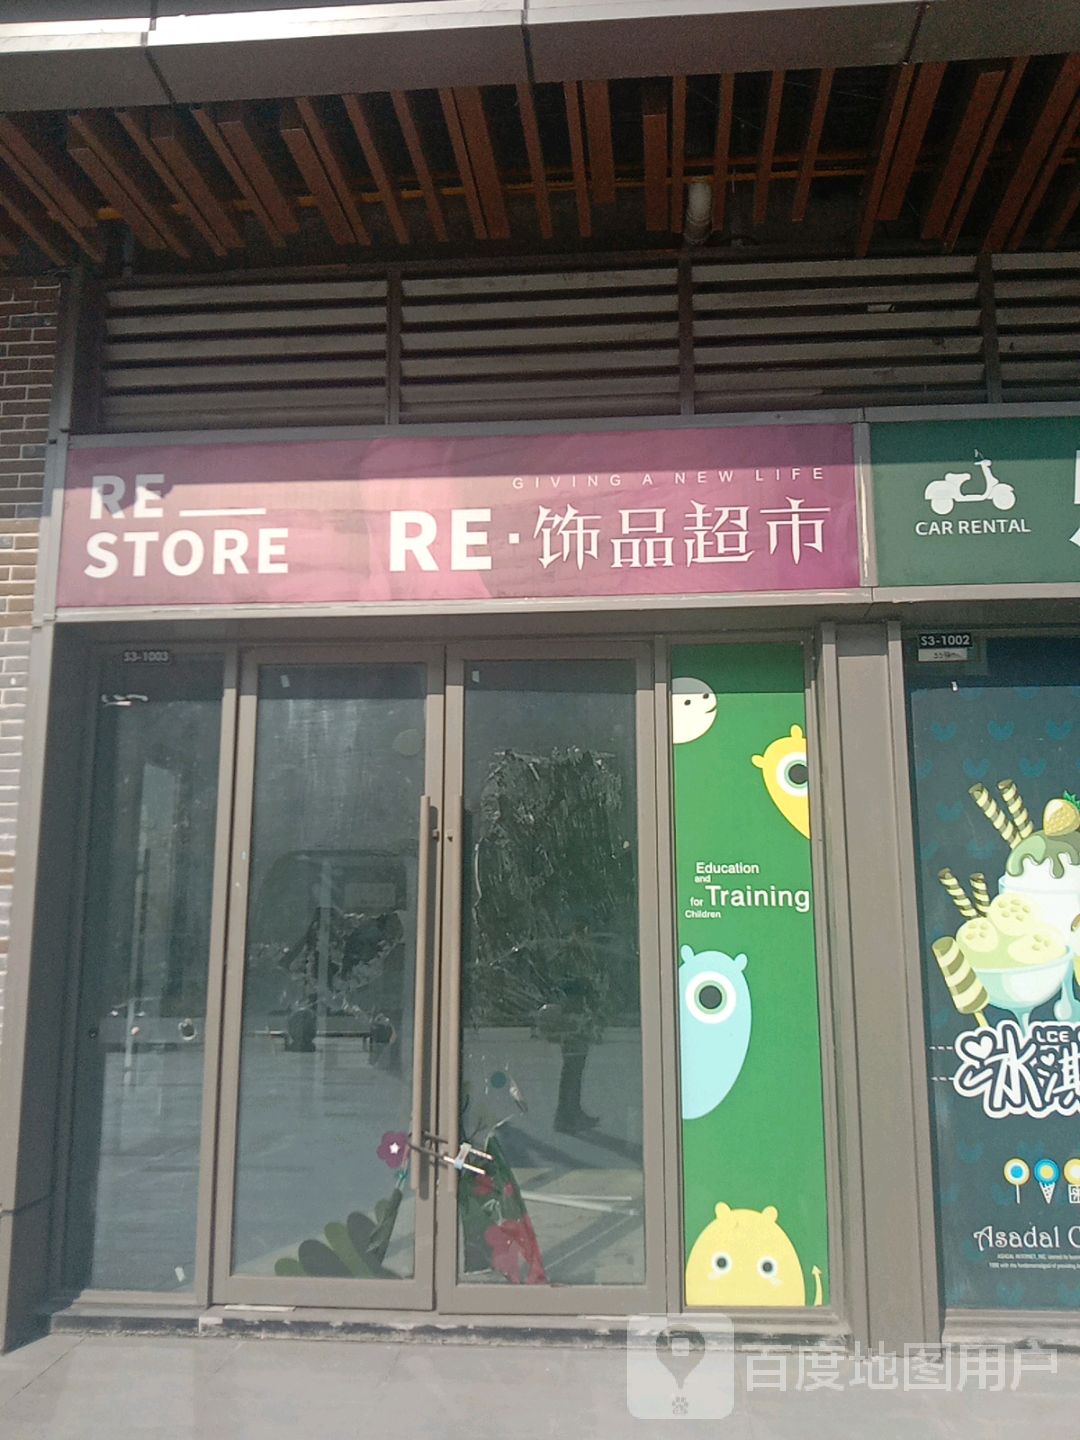 GIVING A NEW LIFE
RE
STORE
RE·饰品超市
CAR RENTAL
S3-1003
S3-1002
Education
and
for Training
Children
LCE
冰淇
Asadal
百度地图用户